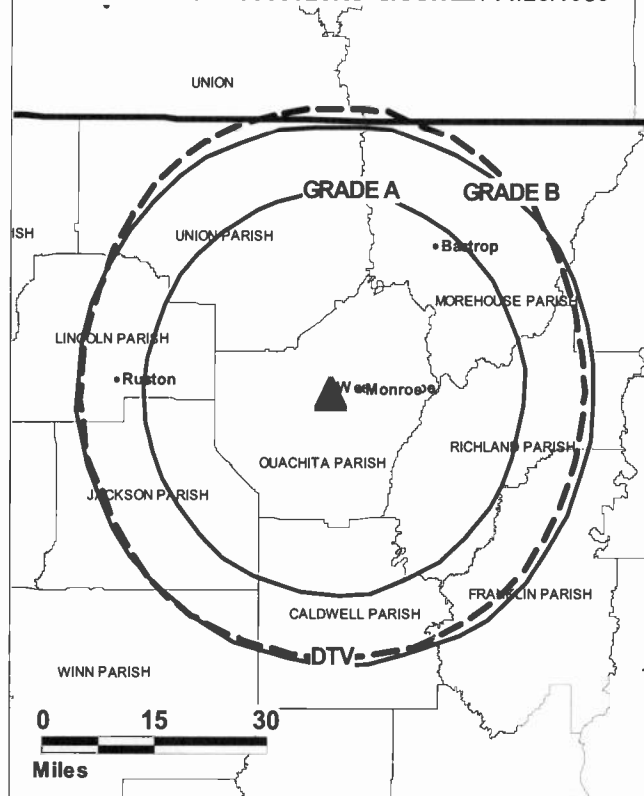 UNION
GRADE A
GRADE B
UNION PARISH
Bastrop
MOREHOUSE PARISH
LINCOLN PARISH
Ruston
Monroe
RICHLAND PARISH
OUACHITA PARISH
JACKSON PARISH
FRANKLIN PARISH
CALDWELL PARISH
DTV
WINN PARISH
0 15 30
Miles